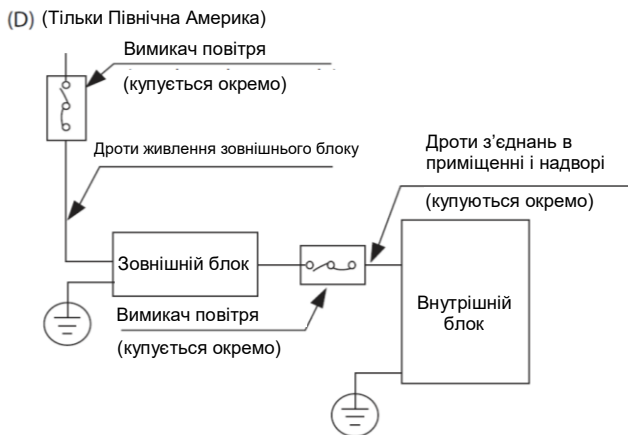 (D) (Тільки Північна Америка)
Вимикач повітря
(купується окремо)
Дроти живлення зовнішнього блоку
Дроти з’єднань в
приміщенні і надворі
(купуються окремо)
Зовнішній блок
Внутрішній
блок
Вимикач повітря
(купується окремо)